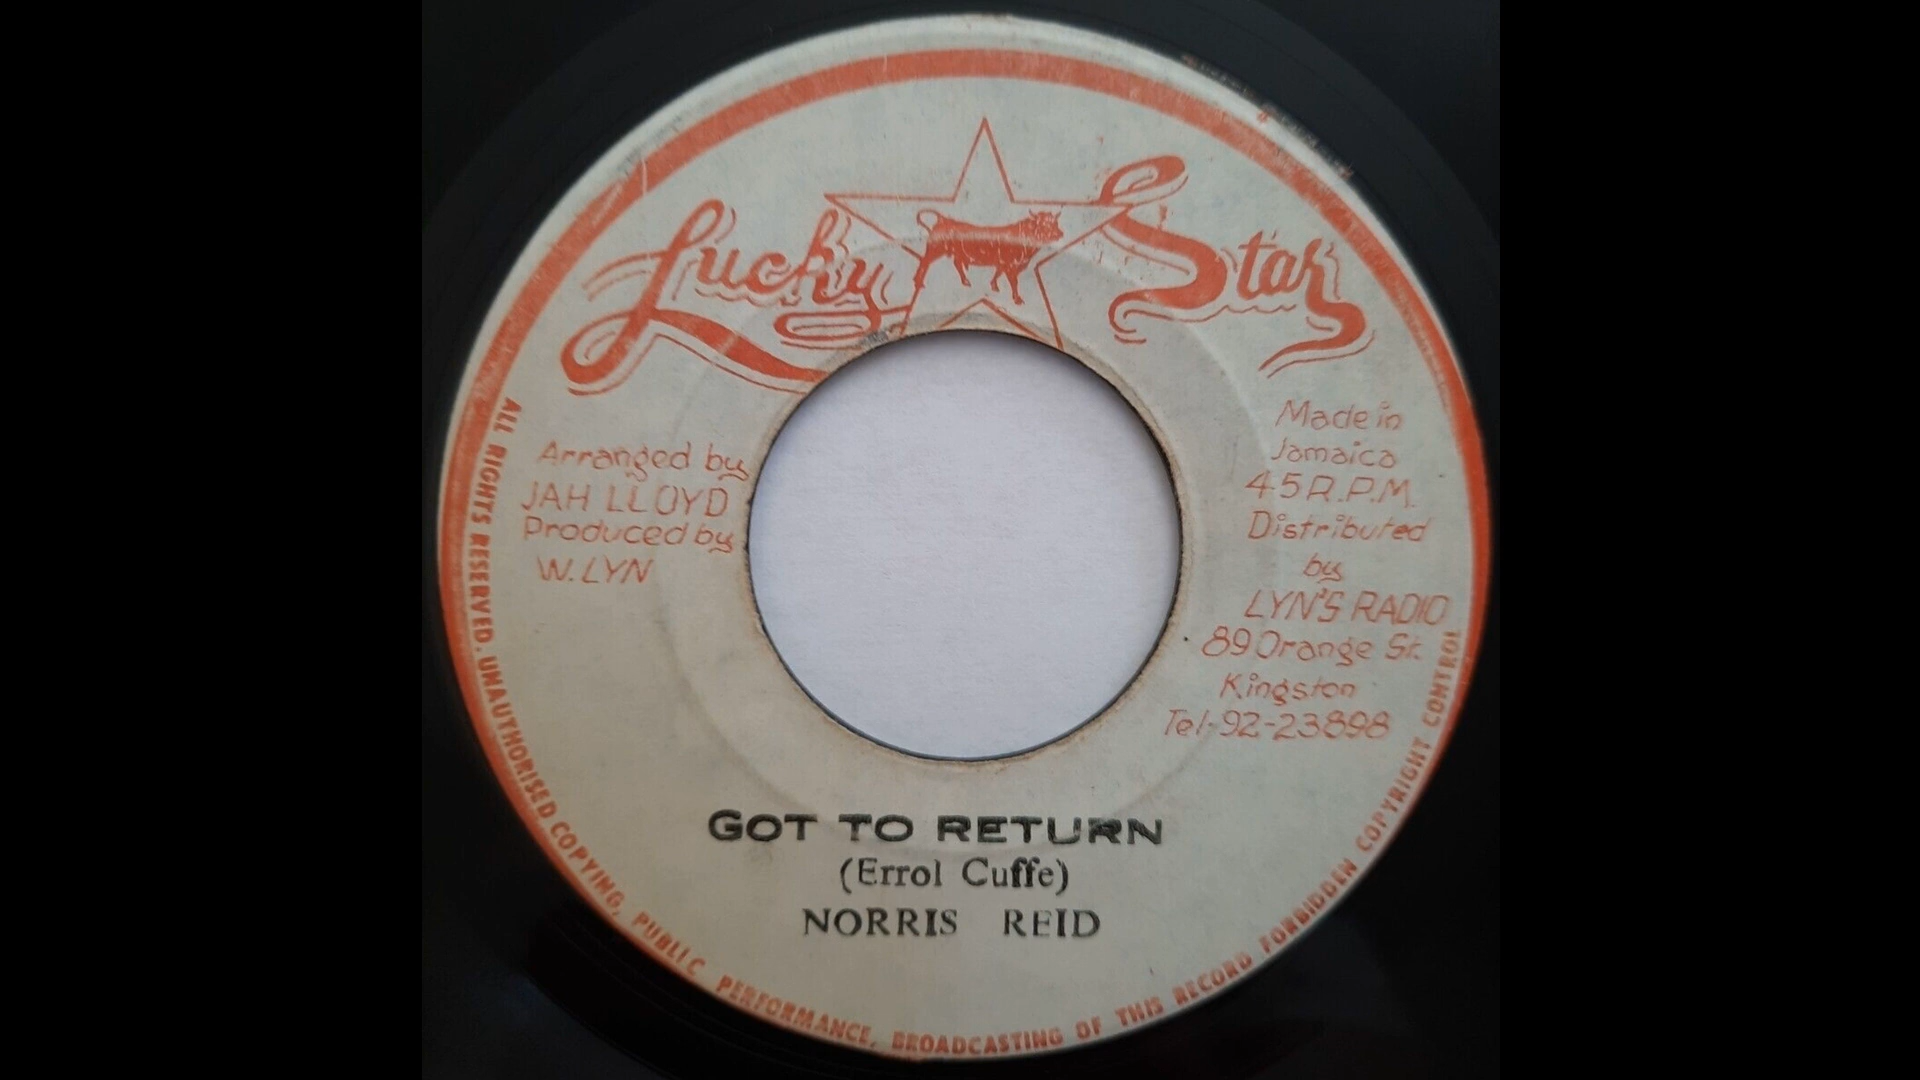 Lucky Star
Arranged by
JAH LLOYD
Produced by
W. LYN
Made in
Jamaica
45 R.P.M.
Distributed
by
LYN'S RADIO
89 Orange St.
Kingston
Tel-92-23898
GOT TO RETURN
(Errol Cuffe)
NORRIS REID
ALL RIGHTS RESERVED. UNAUTHORISED COPYING, PUBLIC PERFORMANCE, BROADCASTING OF THIS RECORD FORBIDDEN COPYRIGHT CONTROL